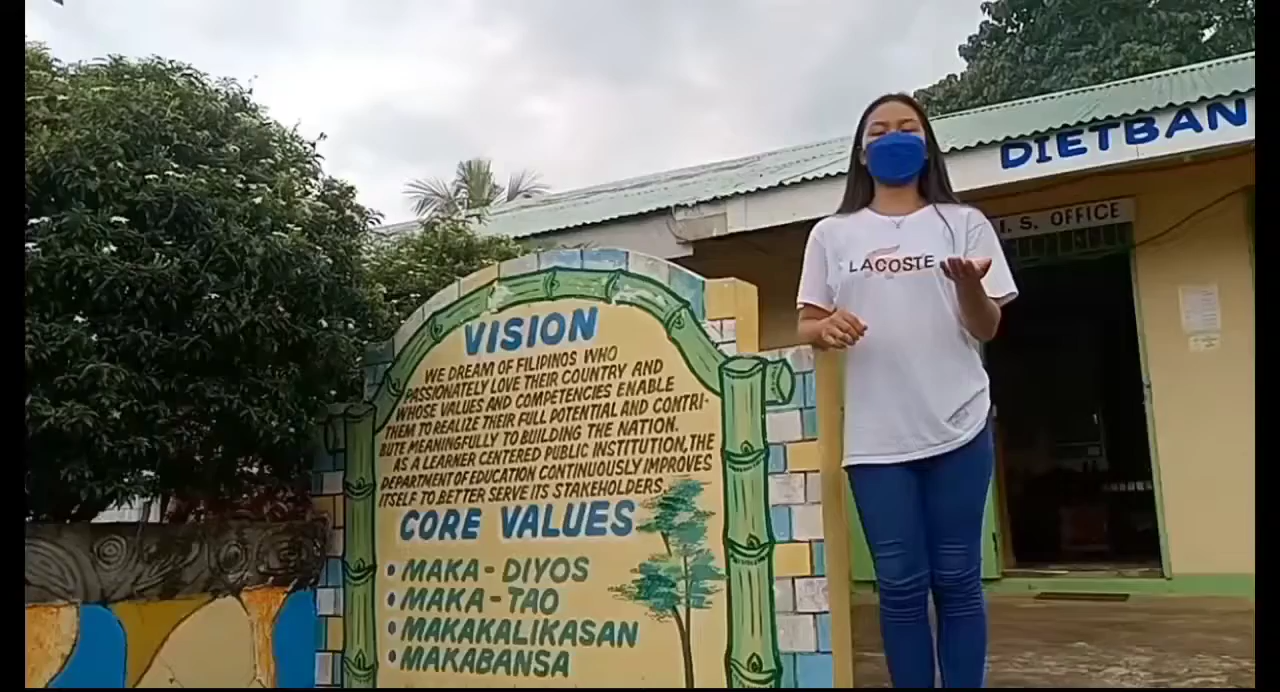 VISION
WE DREAM OF FILIPINOS WHO
PASSIONATELY LOVE THEIR COUNTRY AND
WHOSE VALUES AND COMPETENCIES ENABLE
THEM TO REALIZE THEIR FULL POTENTIAL AND CONTRI-
BUTE MEANINGFULLY TO BUILDING THE NATION.
AS A LEARNER CENTERED PUBLIC INSTITUTION, THE
DEPARTMENT OF EDUCATION CONTINUOUSLY IMPROVES
ITSELF TO BETTER SERVE ITS STAKEHOLDERS
CORE VALUES
• MAKA-DIYOS
• MAKA-TAO
• MAKAKALIKASAN
• MAKABANSA
LACOSTE
DIETBAN
S. OFFICE